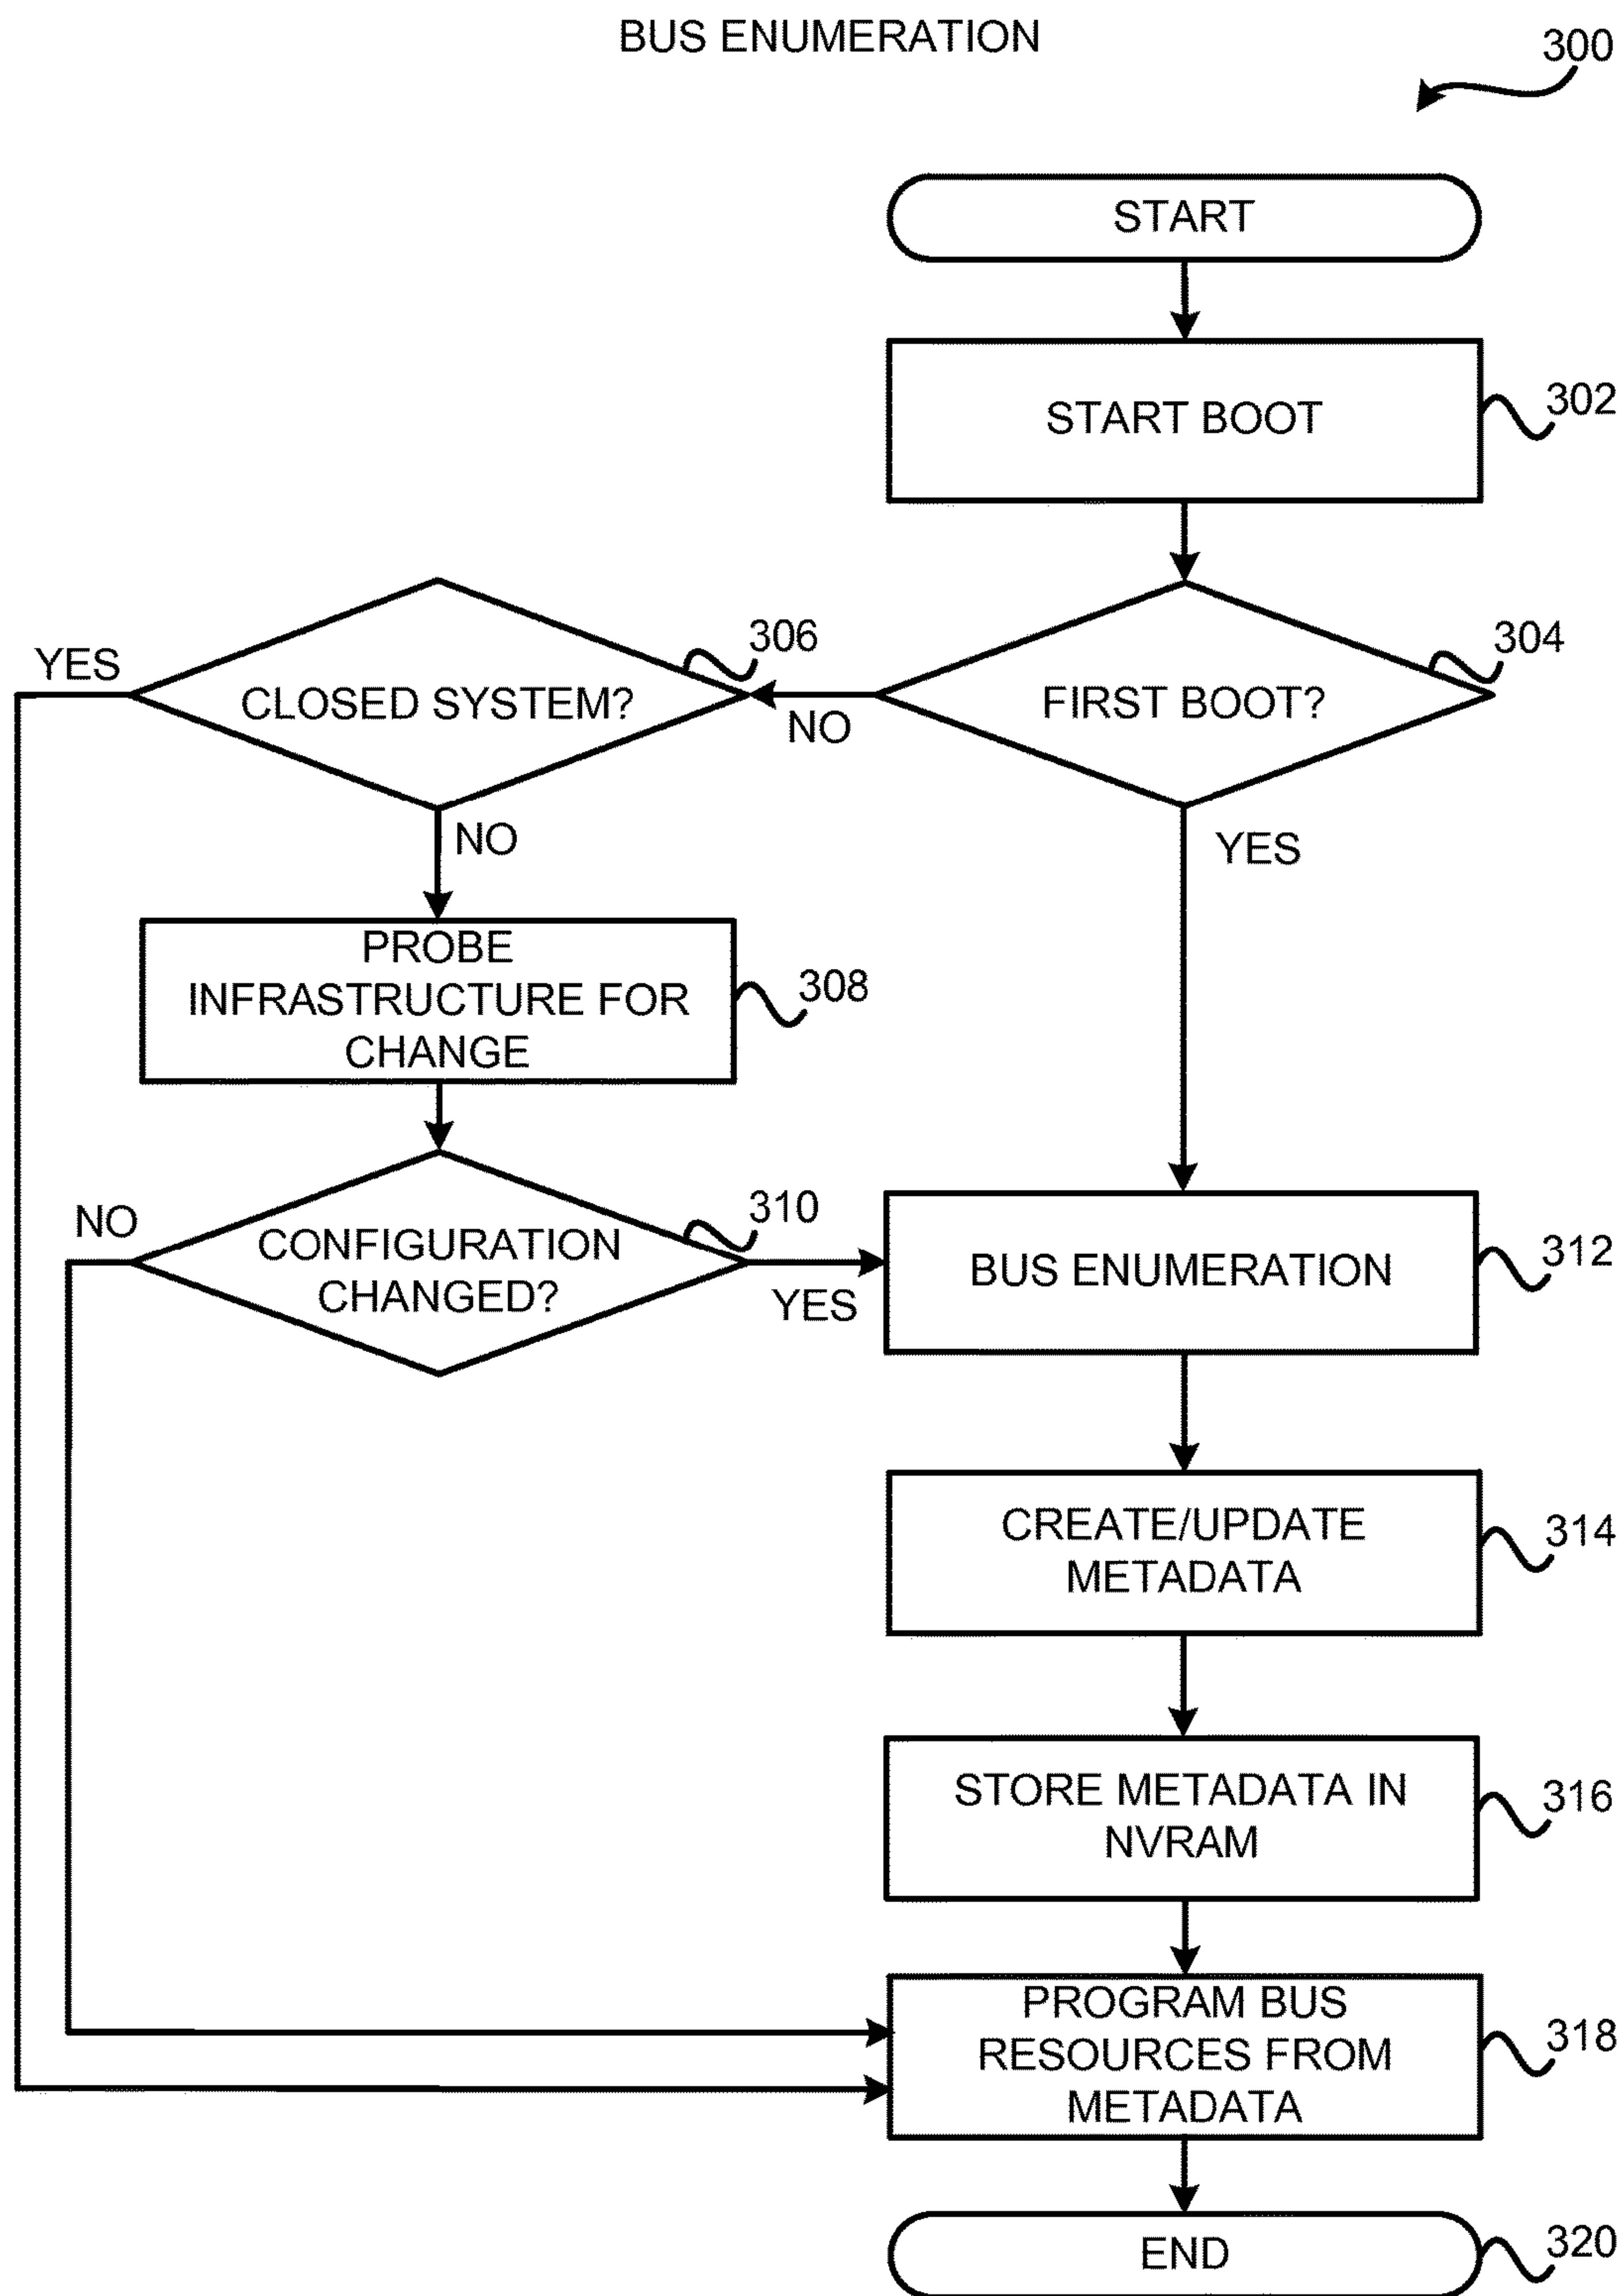 BUS ENUMERATION
300
START
START BOOT
302
YES
CLOSED SYSTEM?
306
NO
FIRST BOOT?
304
NO
YES
PROBE
INFRASTRUCTURE FOR
CHANGE
308
NO
CONFIGURATION
CHANGED?
310
YES
BUS ENUMERATION
312
CREATE/UPDATE
METADATA
314
STORE METADATA IN
NVRAM
316
PROGRAM BUS
RESOURCES FROM
METADATA
318
END
320